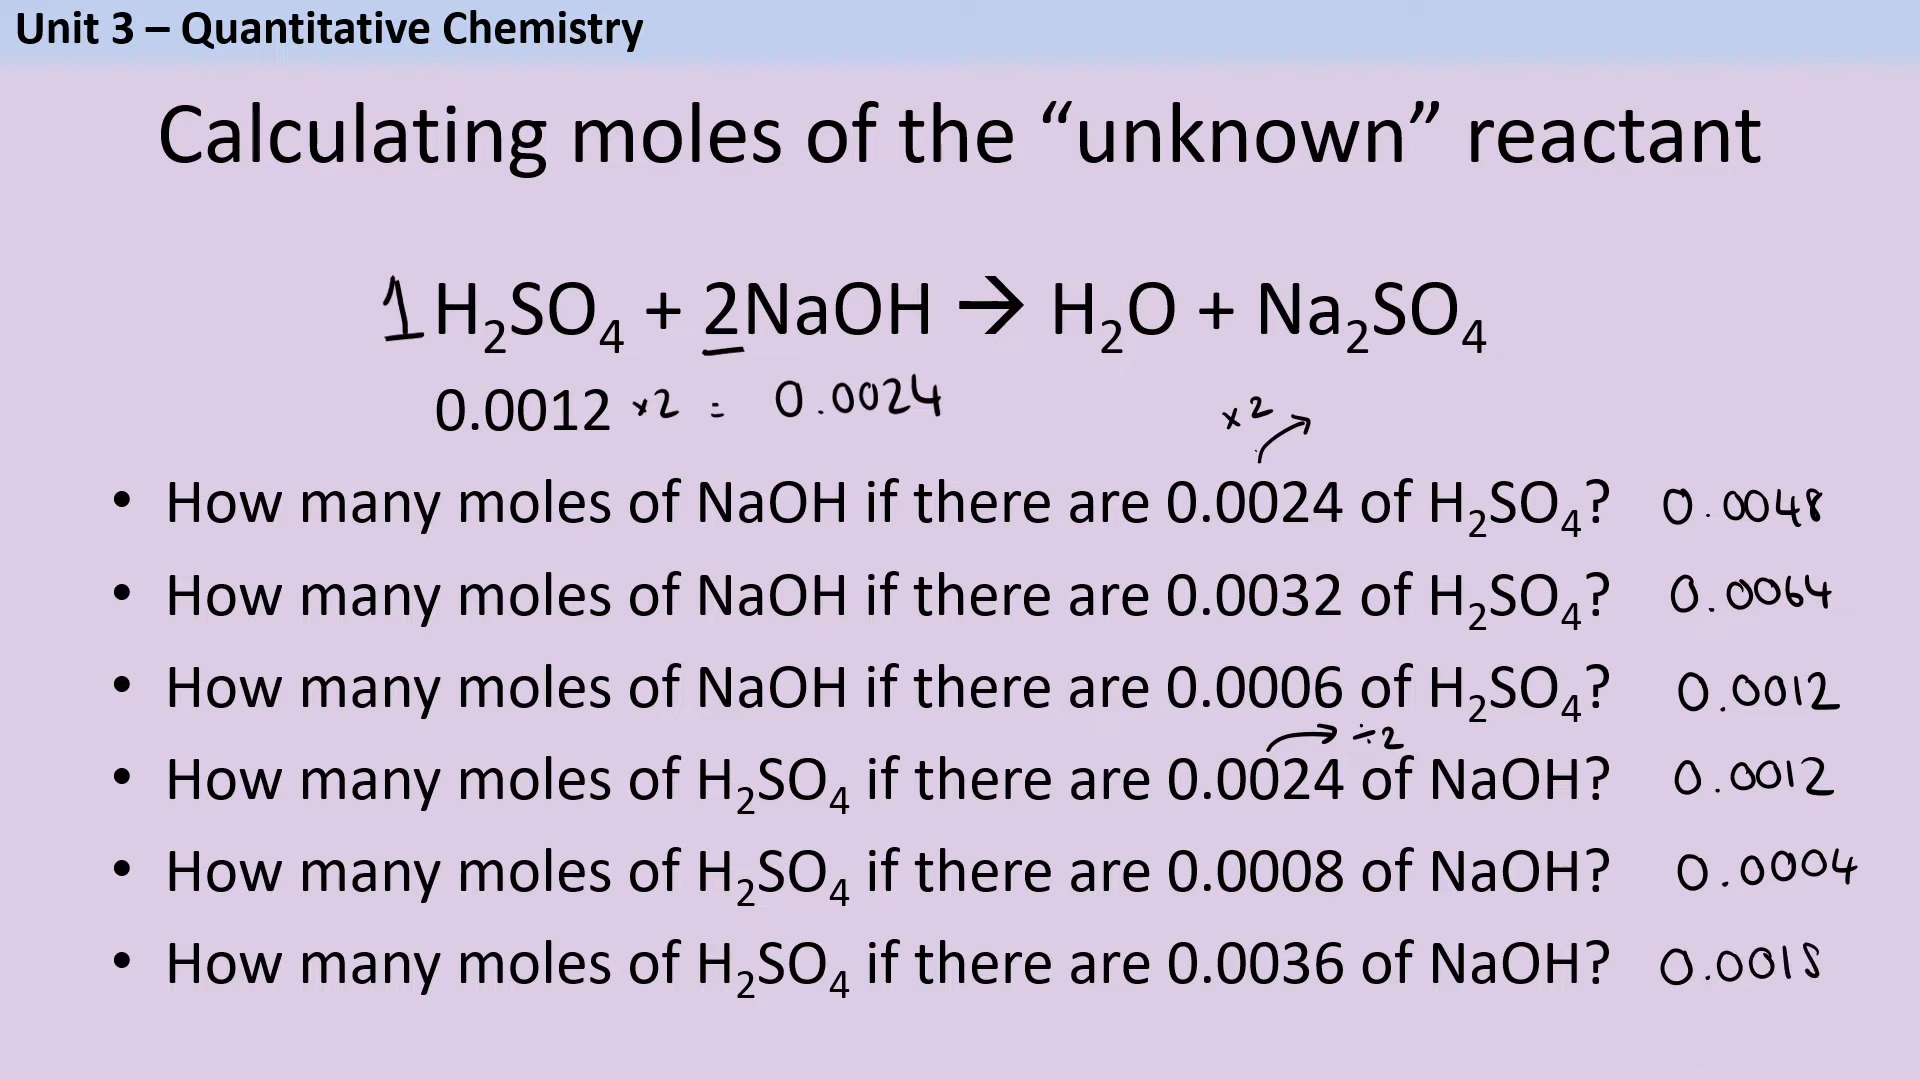 Unit 3 – Quantitative Chemistry
Calculating moles of the “unknown” reactant
1 H₂SO₄ + 2NaOH → H₂O + Na₂SO₄
0.0012 ×2 = 0.0024
×2
• How many moles of NaOH if there are 0.0024 of H₂SO₄? 0.0048
• How many moles of NaOH if there are 0.0032 of H₂SO₄? 0.0064
• How many moles of NaOH if there are 0.0006 of H₂SO₄? 0.0012
÷2
• How many moles of H₂SO₄ if there are 0.0024 of NaOH? 0.0012
• How many moles of H₂SO₄ if there are 0.0008 of NaOH? 0.0004
• How many moles of H₂SO₄ if there are 0.0036 of NaOH?